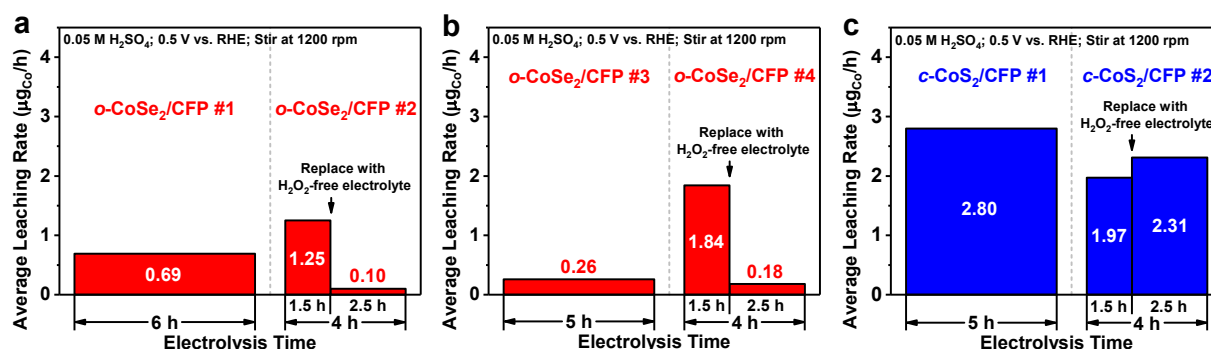 a
Average Leaching Rate (μg_Co/h)
4
3
2
1
0
0.05 M H₂SO₄; 0.5 V vs. RHE; Stir at 1200 rpm
o-CoSe₂/CFP #1
o-CoSe₂/CFP #2
Replace with
H₂O₂-free electrolyte
0.69
1.25
0.10
1.5 h
2.5 h
6 h
4 h
Electrolysis Time
b
Average Leaching Rate (μg_Co/h)
4
3
2
1
0
0.05 M H₂SO₄; 0.5 V vs. RHE; Stir at 1200 rpm
o-CoSe₂/CFP #3
o-CoSe₂/CFP #4
Replace with
H₂O₂-free electrolyte
0.26
1.84
0.18
1.5 h
2.5 h
5 h
4 h
Electrolysis Time
c
Average Leaching Rate (μg_Co/h)
4
3
2
1
0
0.05 M H₂SO₄; 0.5 V vs. RHE; Stir at 1200 rpm
c-CoS₂/CFP #1
c-CoS₂/CFP #2
Replace with
H₂O₂-free electrolyte
2.80
1.97
2.31
1.5 h
2.5 h
5 h
4 h
Electrolysis Time